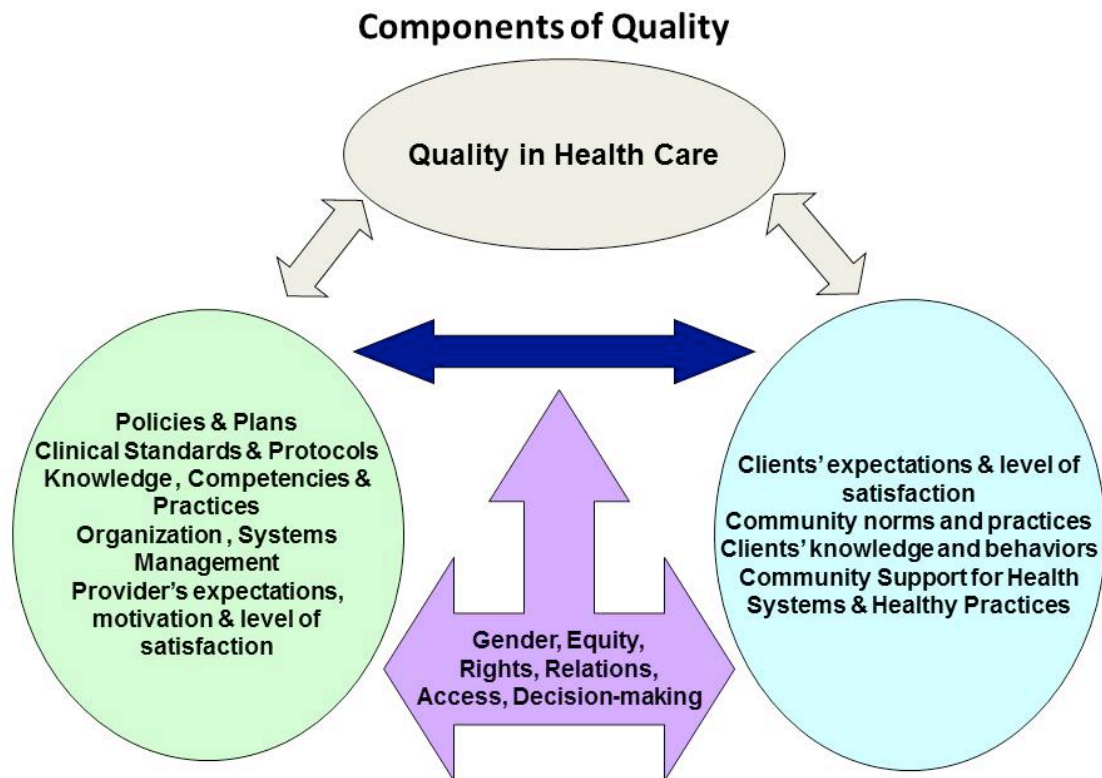 Components of Quality
Quality in Health Care
Policies & Plans
Clinical Standards & Protocols
Knowledge , Competencies &
Practices
Organization , Systems
Management
Provider's expectations,
motivation & level of
satisfaction
Clients' expectations & level of
satisfaction
Community norms and practices
Clients' knowledge and behaviors
Community Support for Health
Systems & Healthy Practices
Gender, Equity,
Rights, Relations,
Access, Decision-making